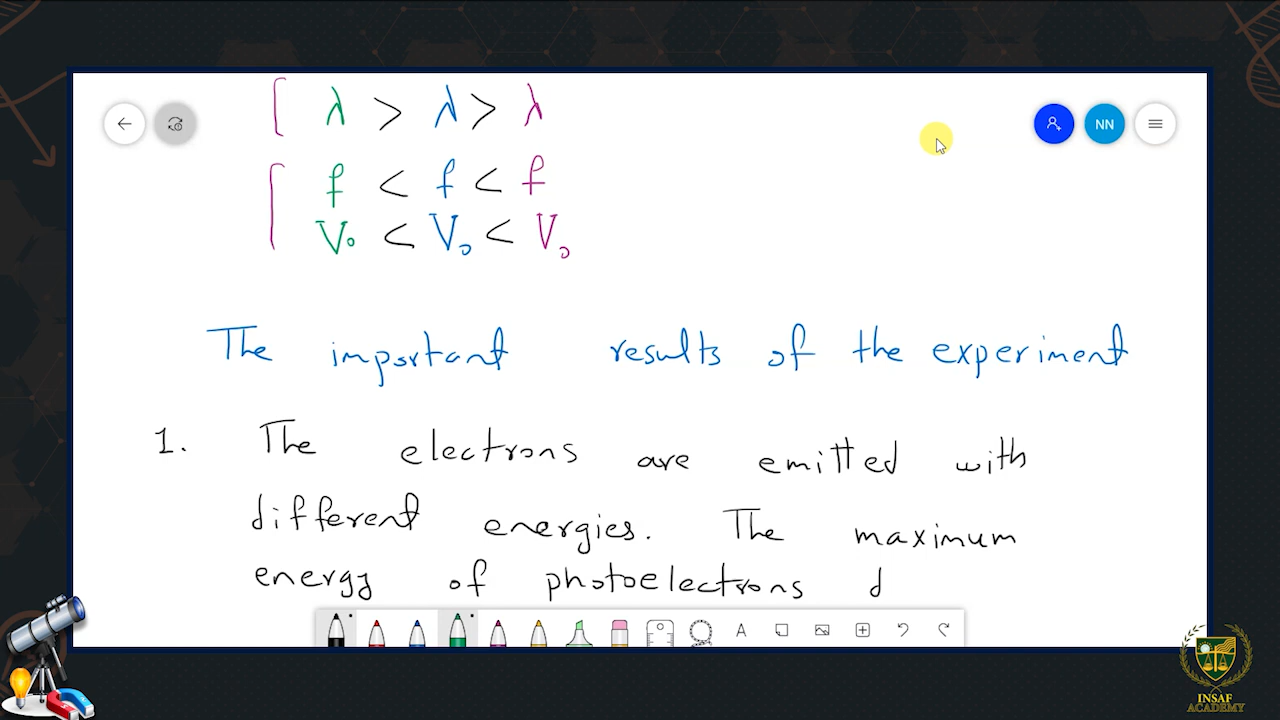 λ > λ > λ
f < f < f
V₀ < V₀ < V₀
NN
The important results of the experiment
1. The electrons are emitted with
different energies. The maximum
energy of photoelectrons d
A
INSAF
ACADEMY